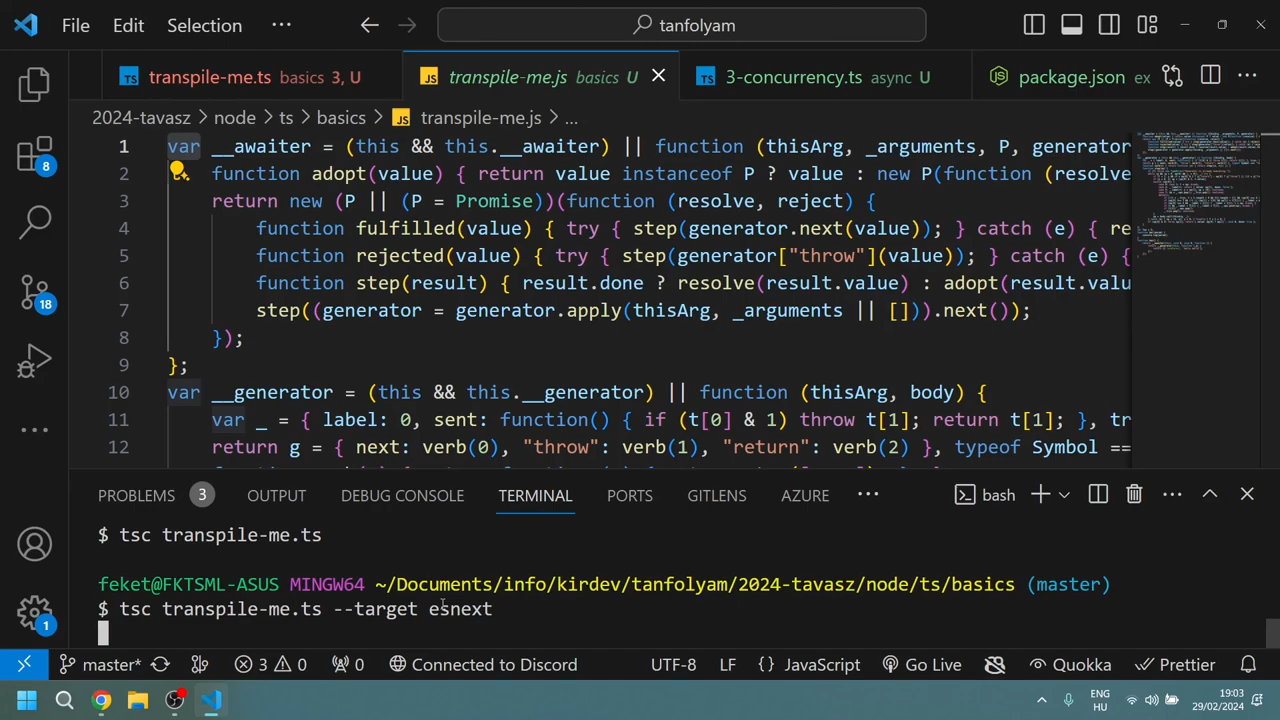 File Edit Selection ··· tanfolyam
TS transpile-me.ts basics 3, U JS transpile-me.js basics U TS 3-concurrency.ts async U package.json ex ···
2024-tavasz > node > ts > basics > JS transpile-me.js > ...
1 var __awaiter = (this && this.__awaiter) || function (thisArg, _arguments, P, generator
2 function adopt(value) { return value instanceof P ? value : new P(function (resolve
3 return new (P || (P = Promise))(function (resolve, reject) {
4 function fulfilled(value) { try { step(generator.next(value)); } catch (e) { re
5 function rejected(value) { try { step(generator["throw"](value)); } catch (e) {
6 function step(result) { result.done ? resolve(result.value) : adopt(result.valu
7 step((generator = generator.apply(thisArg, _arguments || [])).next());
8 });
9 };
10 var __generator = (this && this.__generator) || function (thisArg, body) {
11 var _ = { label: 0, sent: function() { if (t[0] & 1) throw t[1]; return t[1]; }, tr
12 return g = { next: verb(0), "throw": verb(1), "return": verb(2) }, typeof Symbol ==
8
18
1
PROBLEMS 3 OUTPUT DEBUG CONSOLE TERMINAL PORTS GITLENS AZURE ··· bash ···
$ tsc transpile-me.ts
feket@FKTSML-ASUS MINGW64 ~/Documents/info/kirdev/tanfolyam/2024-tavasz/node/ts/basics (master)
$ tsc transpile-me.ts --target esnext
master* 3 0 0 Connected to Discord UTF-8 LF {} JavaScript Go Live Quokka Prettier
ENG
HU
19:03
29/02/2024